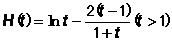 H(t) = ln t − 2(t − 1)/(1 + t) (t > 1)